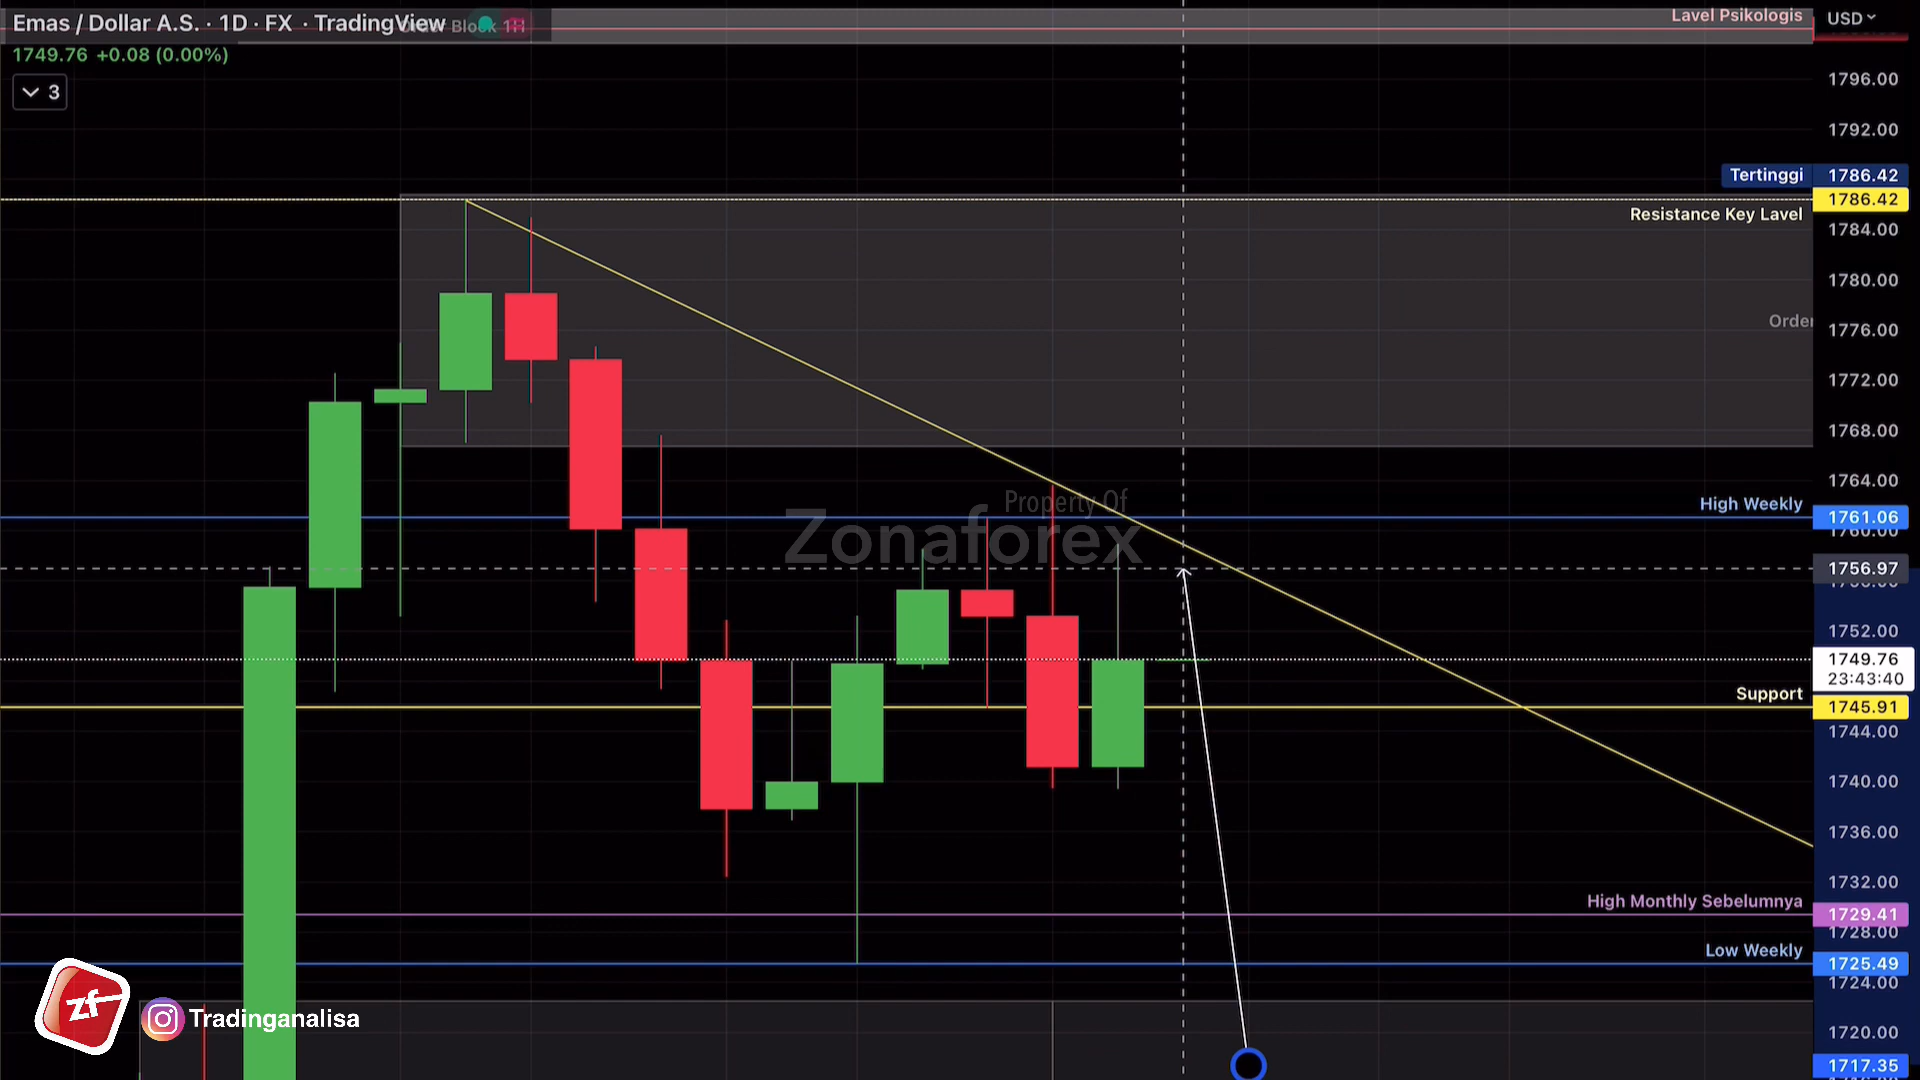 Emas / Dollar A.S. · 1D · FX · TradingView
Block 1H
1749.76 +0.08 (0.00%)
3
Lavel Psikologis
USD
1796.00
1792.00
Tertinggi 1786.42
1786.42
Resistance Key Lavel
1784.00
1780.00
Order
1776.00
1772.00
1768.00
1764.00
High Weekly
1761.06
1760.00
Property Of
Zonaforex
1756.97
1752.00
1749.76
23:43:40
Support
1745.91
1744.00
1740.00
1736.00
1732.00
High Monthly Sebelumnya
1729.41
1728.00
Low Weekly
1725.49
1724.00
zf
Tradinganalisa
1720.00
1717.35